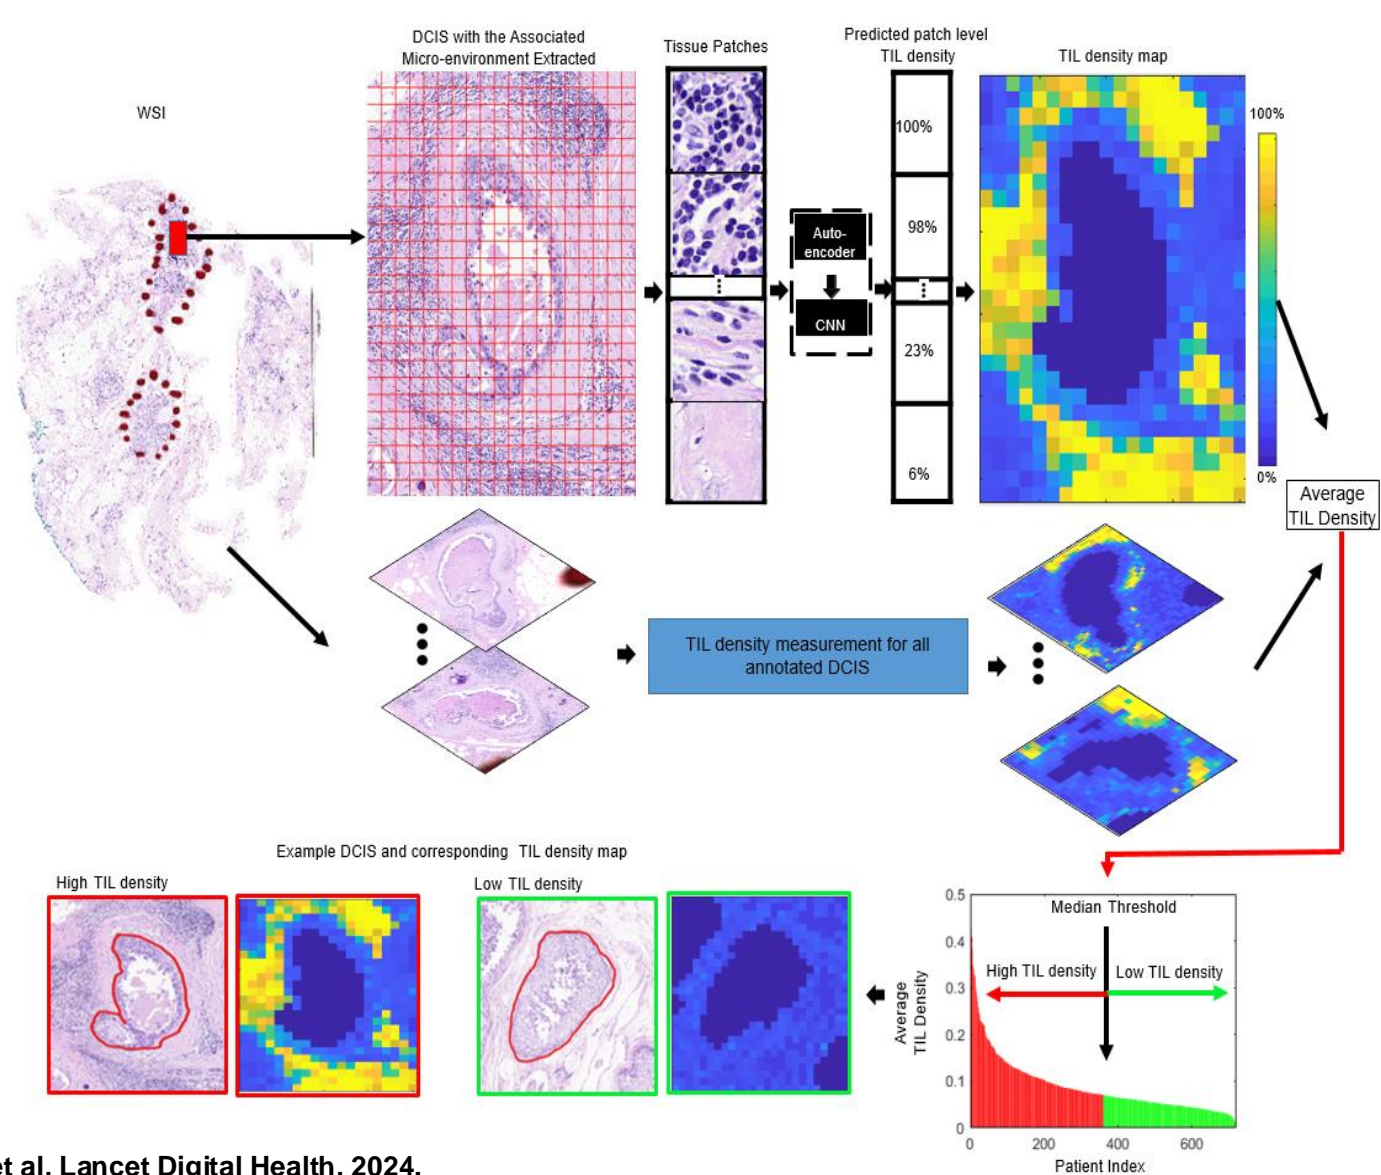 WSI
DCIS with the Associated
Micro-environment Extracted
Tissue Patches
Predicted patch level
TIL density
TIL density map
100%
98%
23%
6%
Auto-
encoder
CNN
100%
0%
Average
TIL Density
TIL density measurement for all
annotated DCIS
Example DCIS and corresponding TIL density map
High TIL density
Low TIL density
Median Threshold
High TIL density
Low TIL density
Average
TIL Density
0.5
0.4
0.3
0.2
0.1
0
0
200
400
600
Patient Index
et al. Lancet Digital Health. 2024.